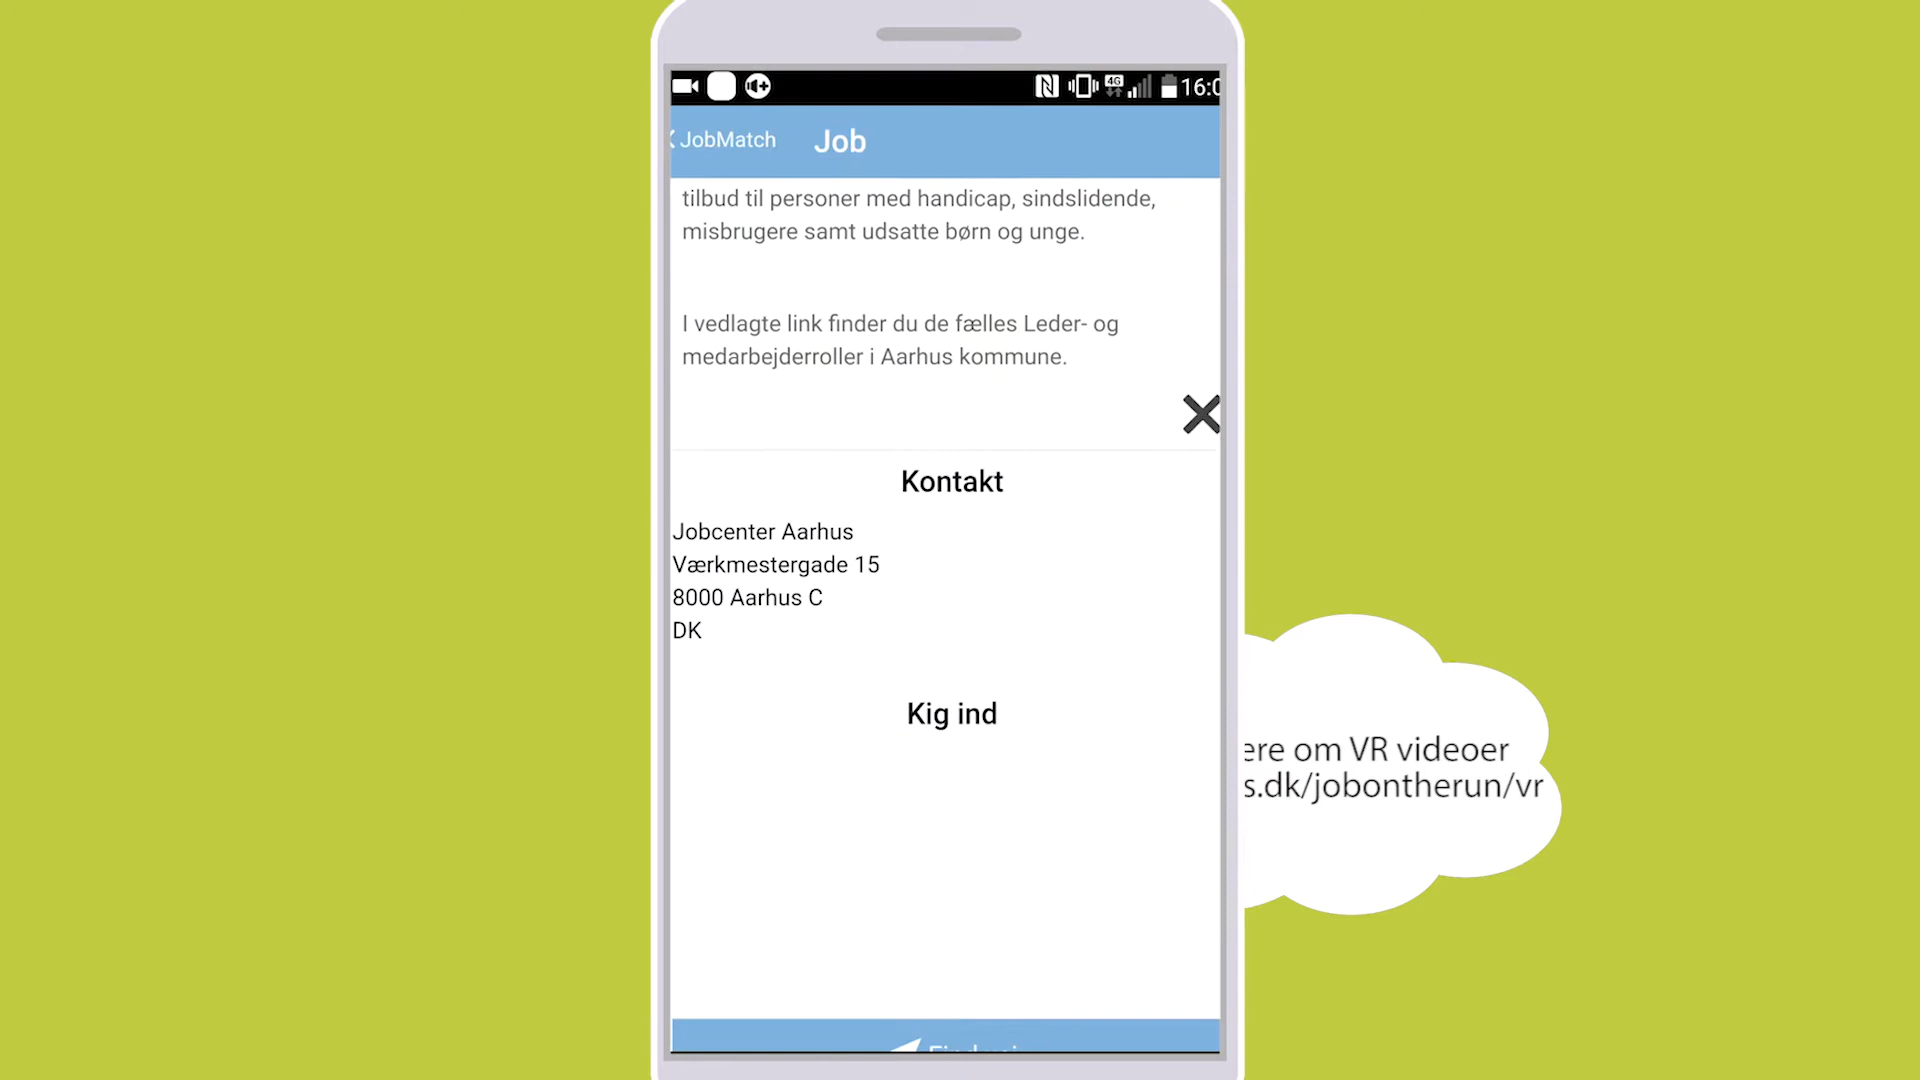 4G
16:0
JobMatch
Job
tilbud til personer med handicap, sindslidende,
misbrugere samt udsatte børn og unge.
I vedlagte link finder du de fælles Leder- og
medarbejderroller i Aarhus kommune.
Kontakt
Jobcenter Aarhus
Værkmestergade 15
8000 Aarhus C
DK
Kig ind
ere om VR videoer
s.dk/jobontherun/vr